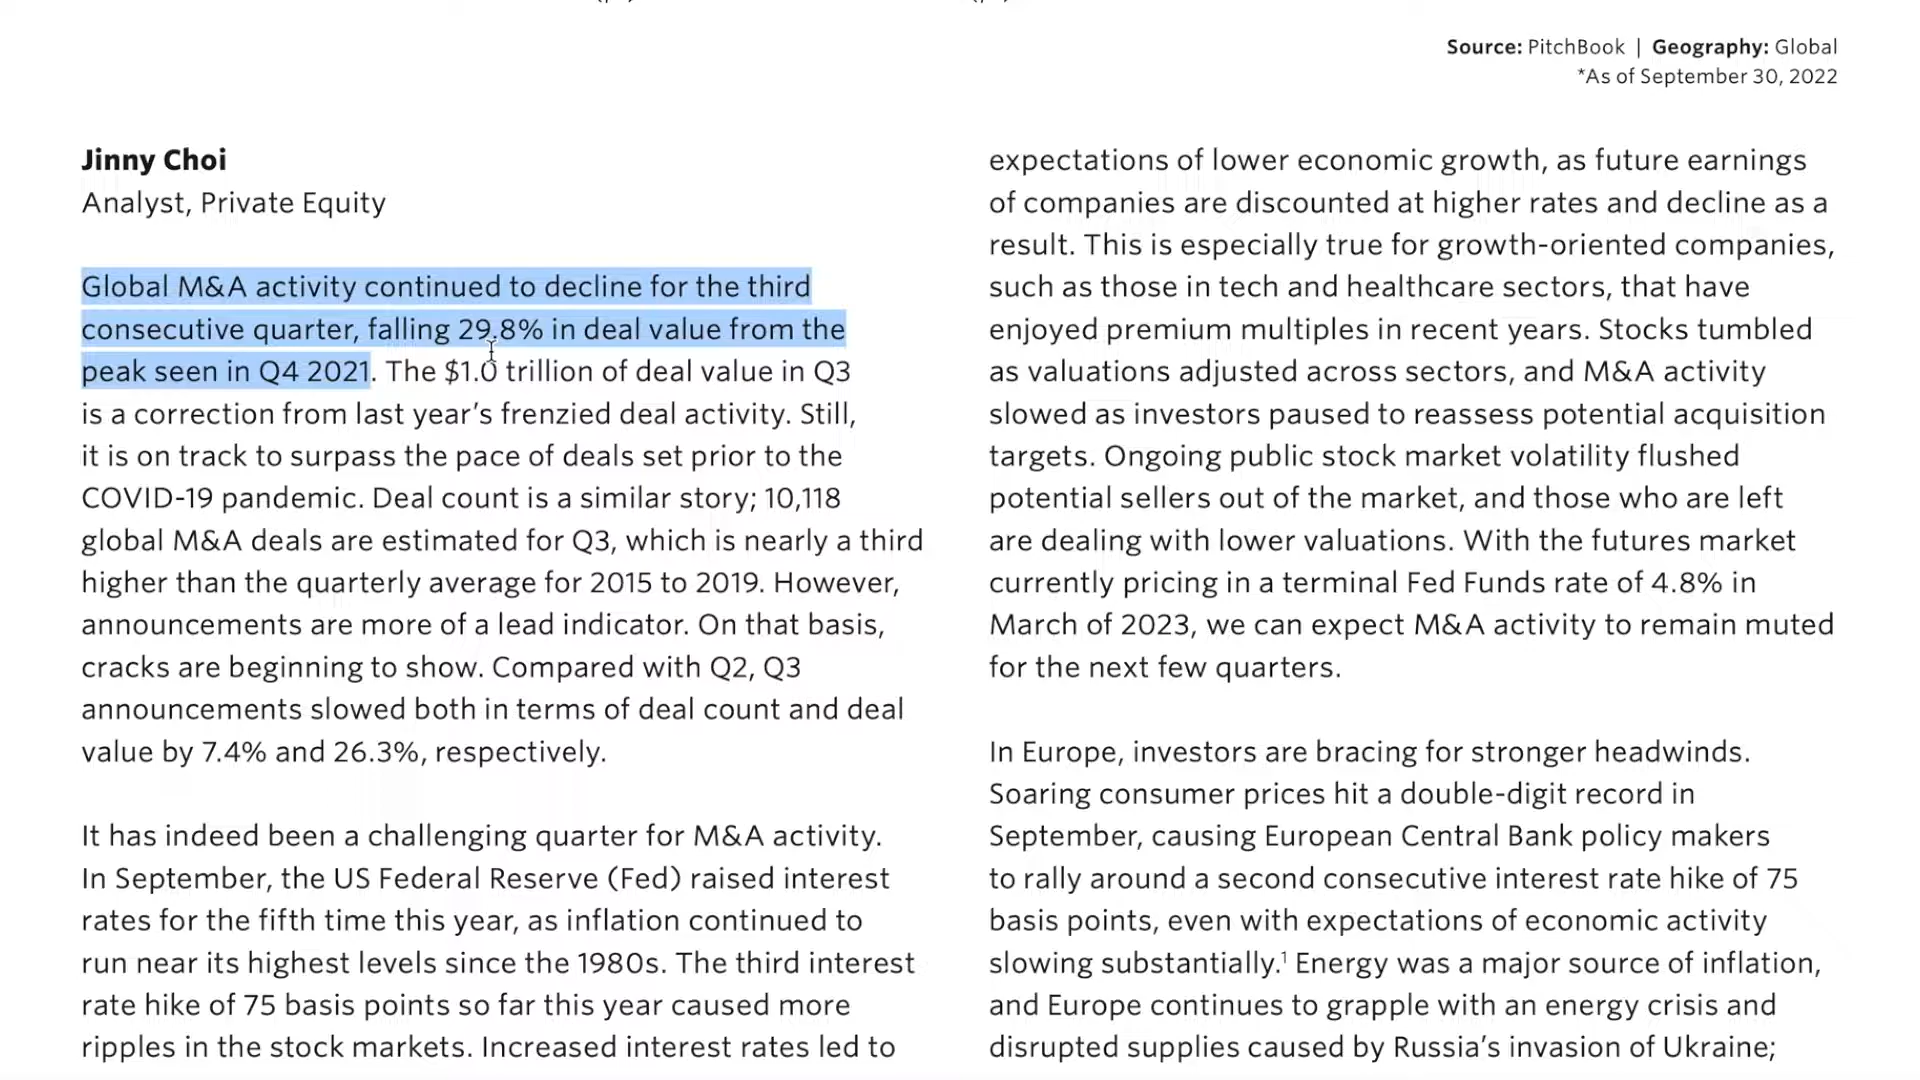 Source: PitchBook | Geography: Global
*As of September 30, 2022
Jinny Choi
Analyst, Private Equity
Global M&A activity continued to decline for the third
consecutive quarter, falling 29.8% in deal value from the
peak seen in Q4 2021. The $1.0 trillion of deal value in Q3
is a correction from last year’s frenzied deal activity. Still,
it is on track to surpass the pace of deals set prior to the
COVID-19 pandemic. Deal count is a similar story; 10,118
global M&A deals are estimated for Q3, which is nearly a third
higher than the quarterly average for 2015 to 2019. However,
announcements are more of a lead indicator. On that basis,
cracks are beginning to show. Compared with Q2, Q3
announcements slowed both in terms of deal count and deal
value by 7.4% and 26.3%, respectively.
It has indeed been a challenging quarter for M&A activity.
In September, the US Federal Reserve (Fed) raised interest
rates for the fifth time this year, as inflation continued to
run near its highest levels since the 1980s. The third interest
rate hike of 75 basis points so far this year caused more
ripples in the stock markets. Increased interest rates led to
expectations of lower economic growth, as future earnings
of companies are discounted at higher rates and decline as a
result. This is especially true for growth-oriented companies,
such as those in tech and healthcare sectors, that have
enjoyed premium multiples in recent years. Stocks tumbled
as valuations adjusted across sectors, and M&A activity
slowed as investors paused to reassess potential acquisition
targets. Ongoing public stock market volatility flushed
potential sellers out of the market, and those who are left
are dealing with lower valuations. With the futures market
currently pricing in a terminal Fed Funds rate of 4.8% in
March of 2023, we can expect M&A activity to remain muted
for the next few quarters.
In Europe, investors are bracing for stronger headwinds.
Soaring consumer prices hit a double-digit record in
September, causing European Central Bank policy makers
to rally around a second consecutive interest rate hike of 75
basis points, even with expectations of economic activity
slowing substantially.¹ Energy was a major source of inflation,
and Europe continues to grapple with an energy crisis and
disrupted supplies caused by Russia’s invasion of Ukraine;